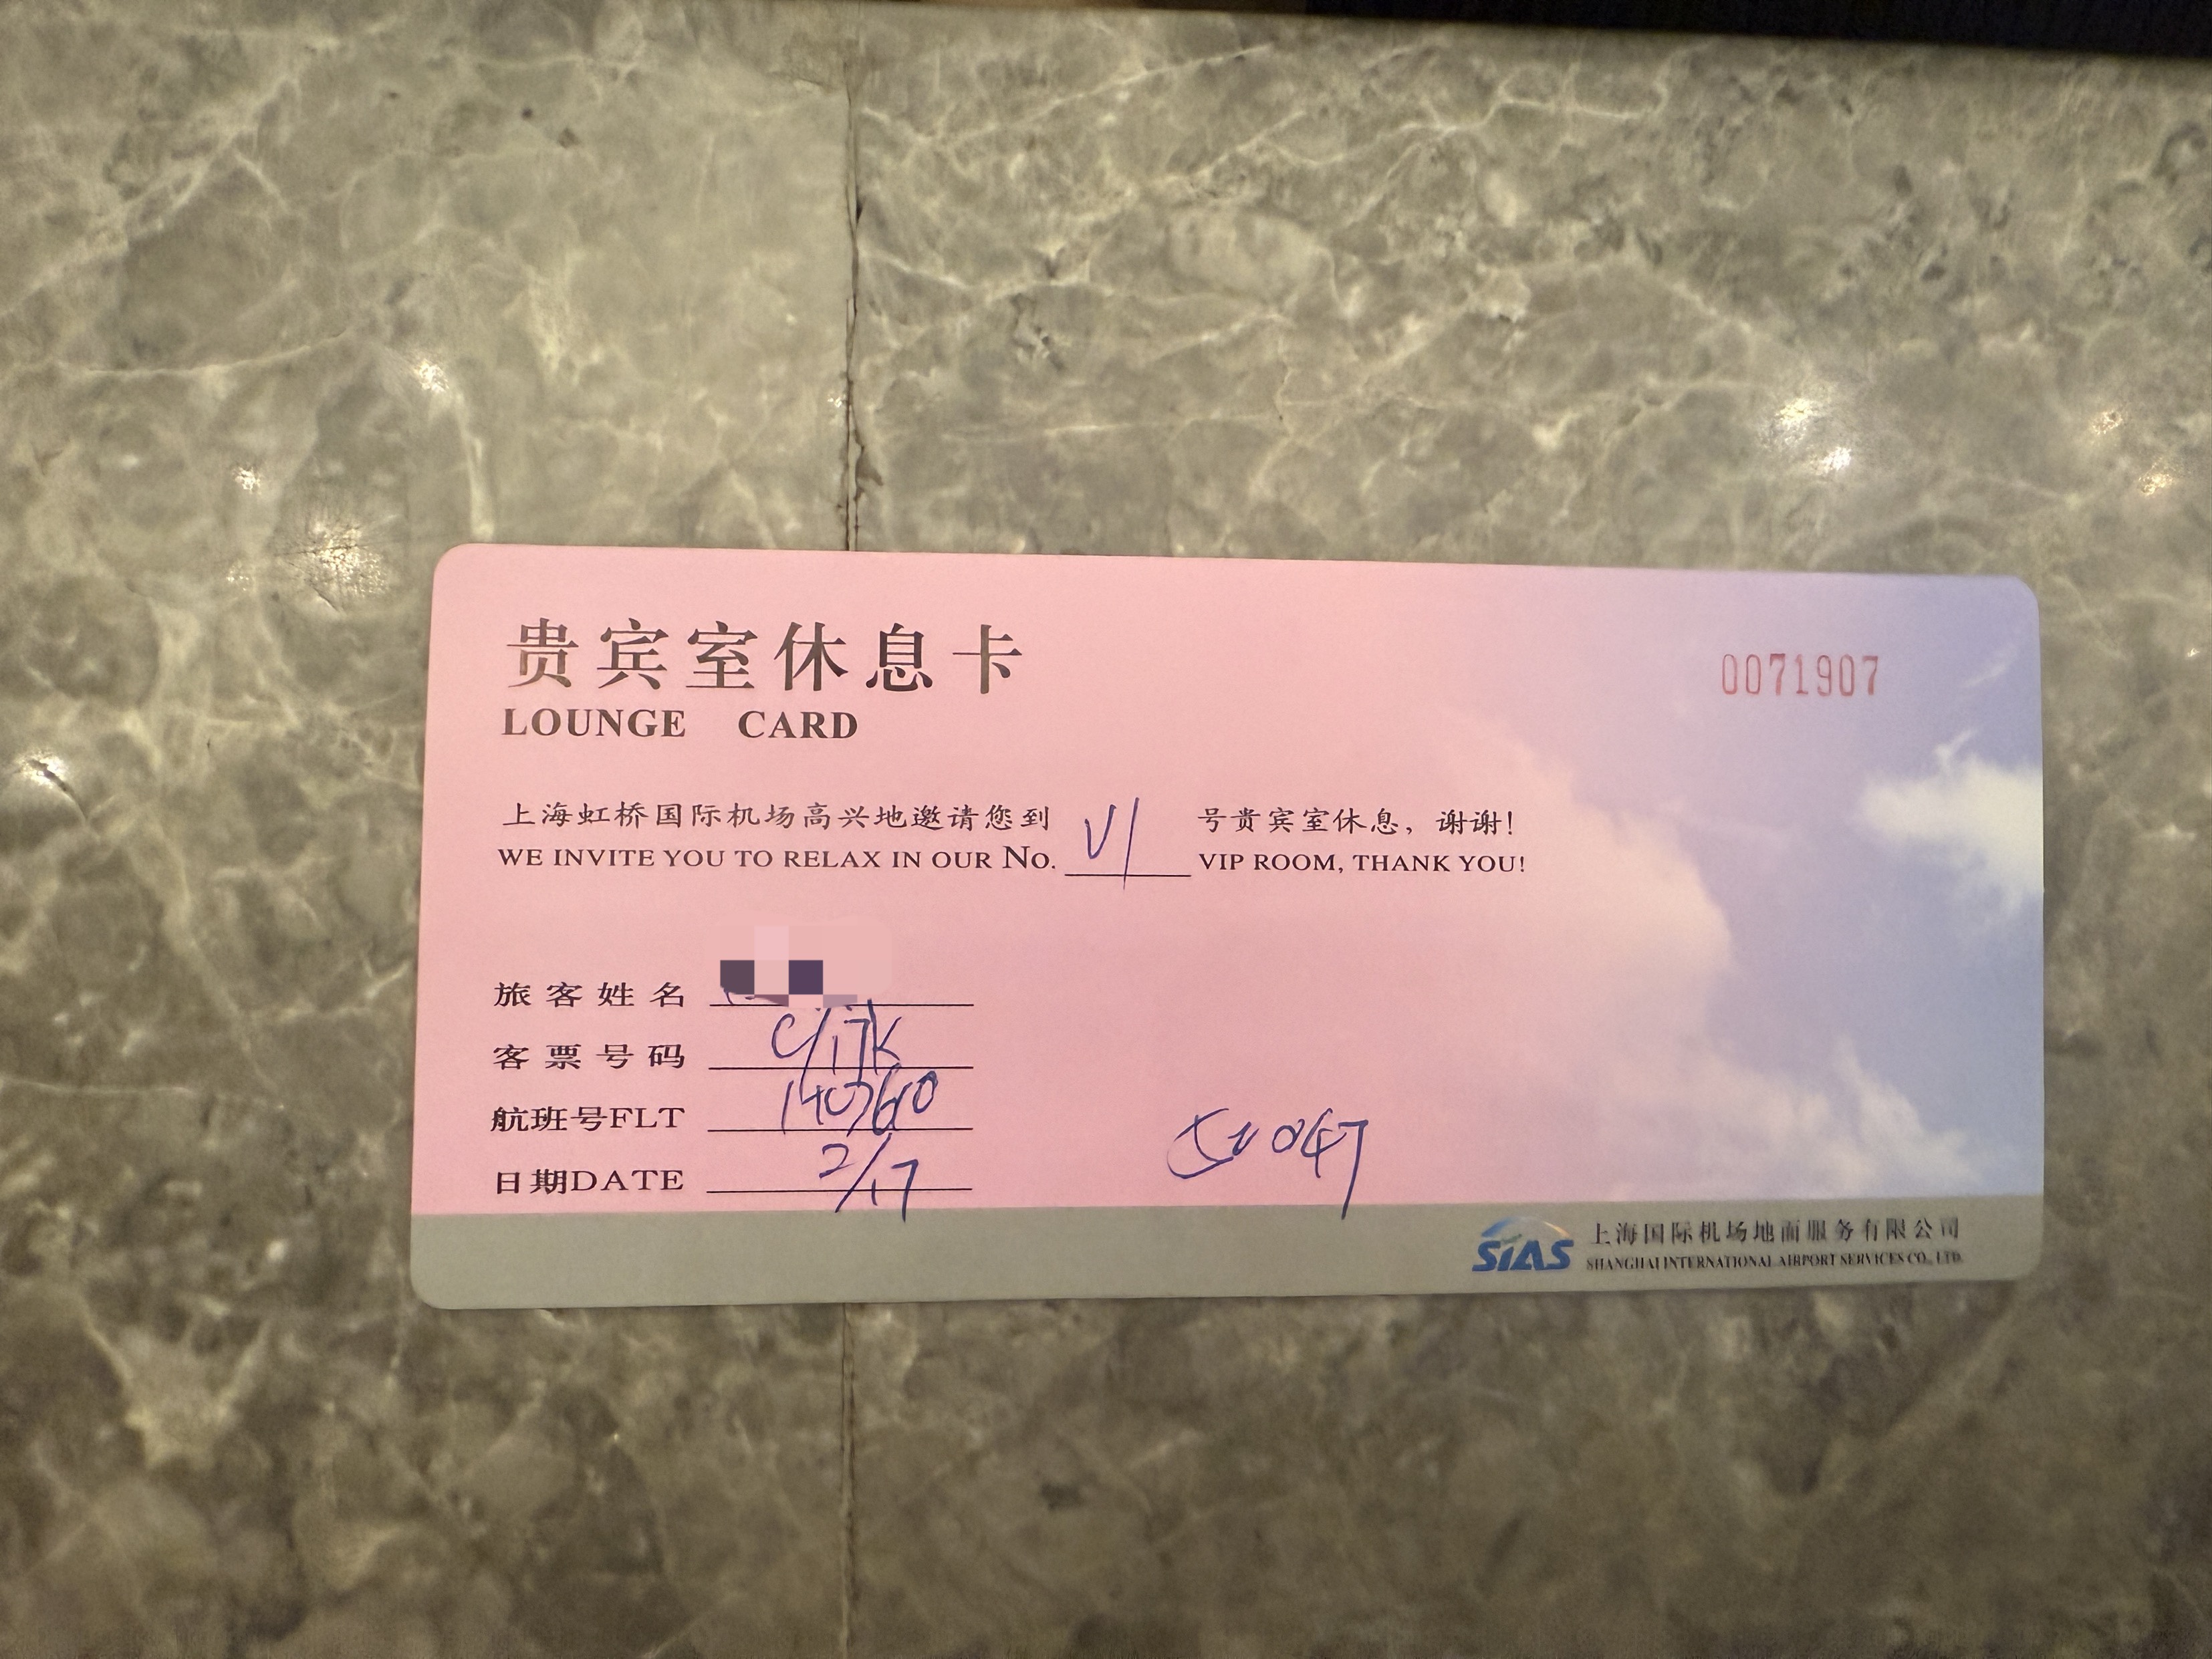 贵宾室休息卡
0071907
LOUNGE CARD
上海虹桥国际机场高兴地邀请您到 V1 号贵宾室休息，谢谢！
WE INVITE YOU TO RELAX IN OUR No. VIP ROOM, THANK YOU!
旅客姓名
客票号码 C/17K
航班号FLT
日期DATE 2/17
上海国际机场地面服务有限公司
SIAS
SHANGHAI INTERNATIONAL AIRPORT SERVICES CO., LTD.